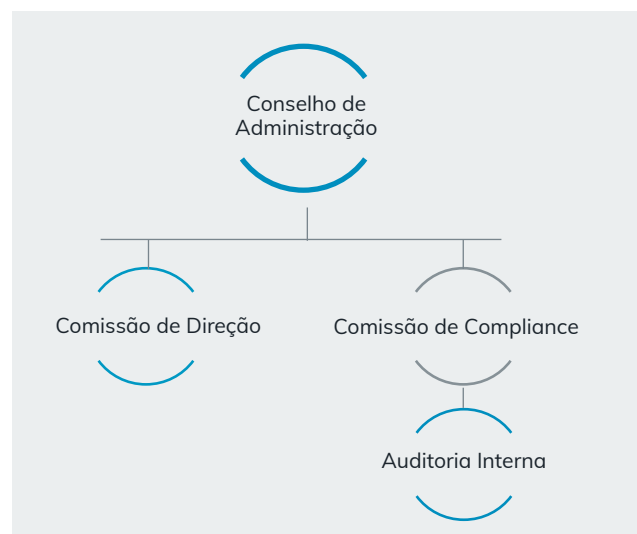 Conselho de
Administração
Comissão de Direção
Comissão de Compliance
Auditoria Interna